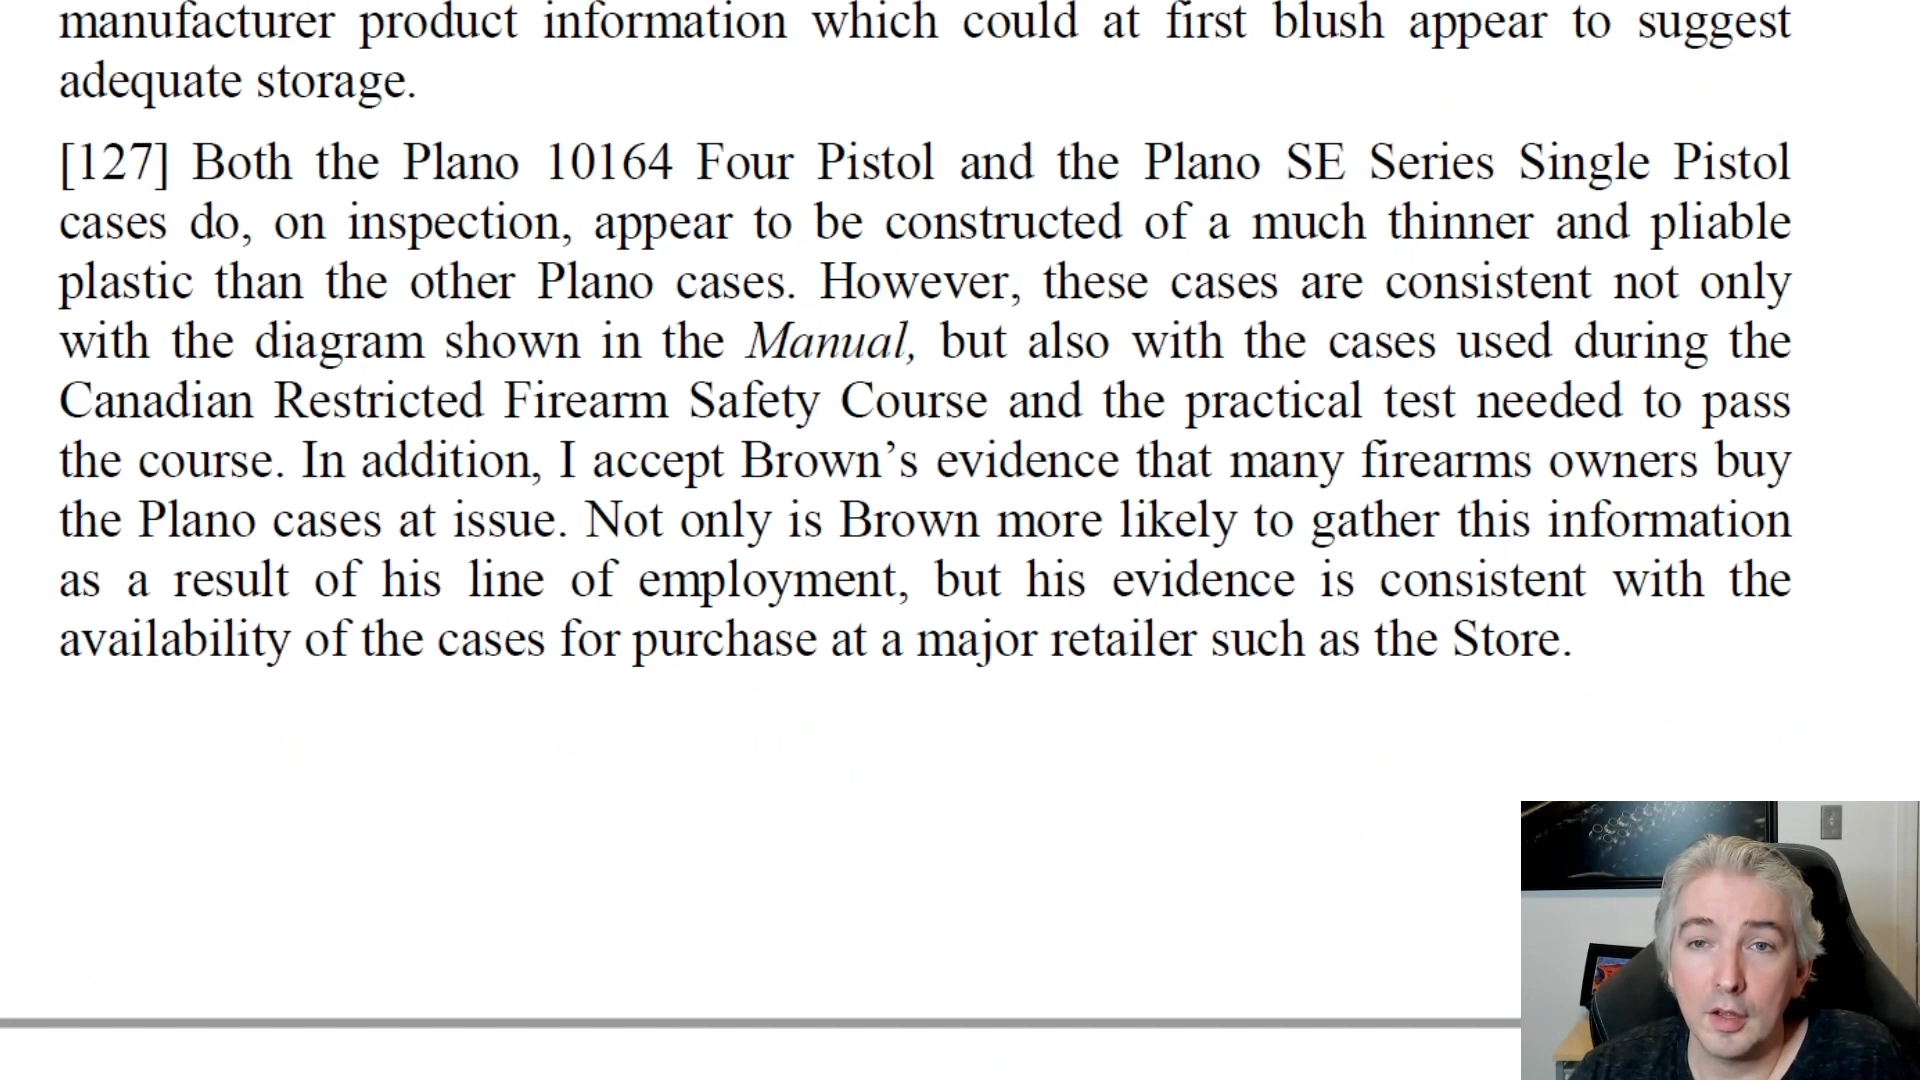 manufacturer product information which could at first blush appear to suggest
adequate storage.
[127] Both the Plano 10164 Four Pistol and the Plano SE Series Single Pistol
cases do, on inspection, appear to be constructed of a much thinner and pliable
plastic than the other Plano cases. However, these cases are consistent not only
with the diagram shown in the Manual, but also with the cases used during the
Canadian Restricted Firearm Safety Course and the practical test needed to pass
the course. In addition, I accept Brown’s evidence that many firearms owners buy
the Plano cases at issue. Not only is Brown more likely to gather this information
as a result of his line of employment, but his evidence is consistent with the
availability of the cases for purchase at a major retailer such as the Store.